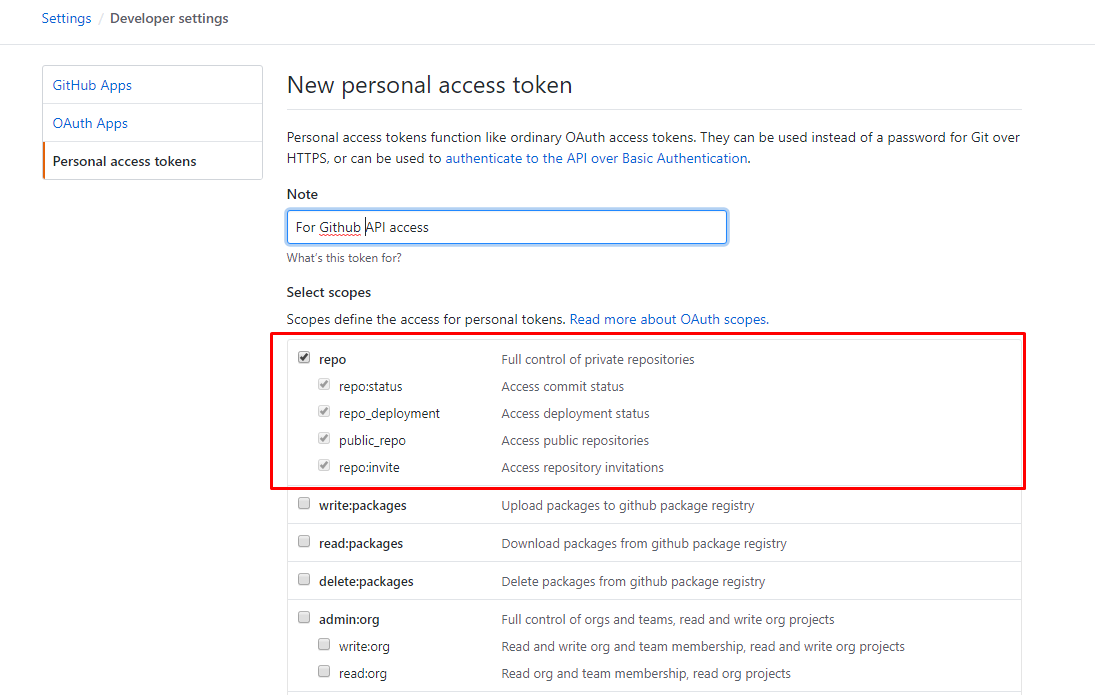 Settings / Developer settings
GitHub Apps
OAuth Apps
Personal access tokens
New personal access token
Personal access tokens function like ordinary OAuth access tokens. They can be used instead of a password for Git over
HTTPS, or can be used to authenticate to the API over Basic Authentication.
Note
For Github API access
What's this token for?
Select scopes
Scopes define the access for personal tokens. Read more about OAuth scopes.
repo Full control of private repositories
repo:status Access commit status
repo_deployment Access deployment status
public_repo Access public repositories
repo:invite Access repository invitations
write:packages Upload packages to github package registry
read:packages Download packages from github package registry
delete:packages Delete packages from github package registry
admin:org Full control of orgs and teams, read and write org projects
write:org Read and write org and team membership, read and write org projects
read:org Read org and team membership, read org projects